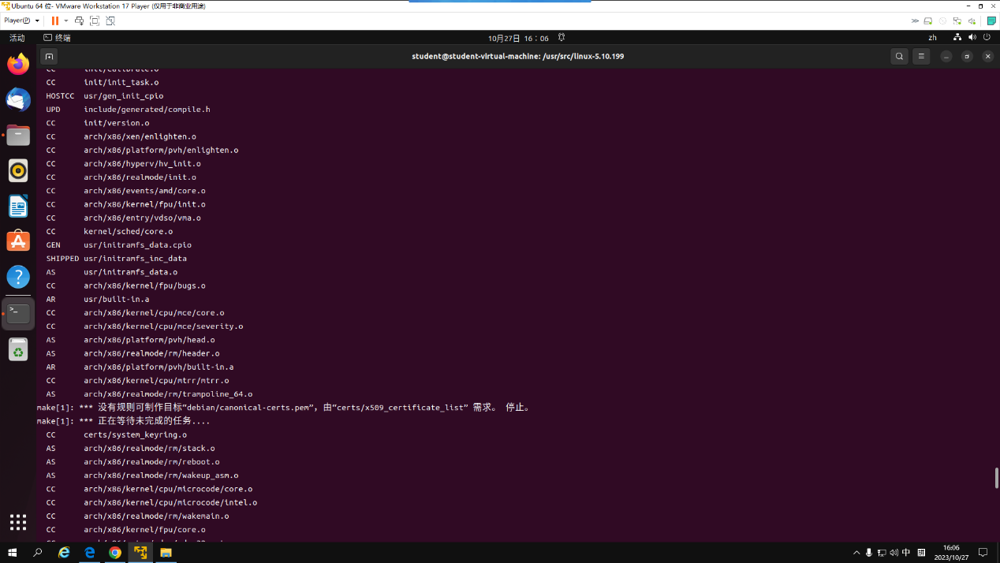 Ubuntu 64 位- VMware Workstation 17 Player (仅用于非商业用途)
Player(P)
活动 终端 10月27日 16：06 zh
student@student-virtual-machine: /usr/src/linux-5.10.199
CC init/calibrate.o
CC init/init_task.o
HOSTCC usr/gen_init_cpio
UPD include/generated/compile.h
CC init/version.o
CC arch/x86/xen/enlighten.o
CC arch/x86/platform/pvh/enlighten.o
CC arch/x86/hyperv/hv_init.o
CC arch/x86/realmode/init.o
CC arch/x86/events/amd/core.o
CC arch/x86/kernel/fpu/init.o
CC arch/x86/entry/vdso/vma.o
CC kernel/sched/core.o
GEN usr/initramfs_data.cpio
SHIPPED usr/initramfs_inc_data
AS usr/initramfs_data.o
CC arch/x86/kernel/fpu/bugs.o
AR usr/built-in.a
CC arch/x86/kernel/cpu/mce/core.o
CC arch/x86/kernel/cpu/mce/severity.o
AS arch/x86/platform/pvh/head.o
AS arch/x86/realmode/rm/header.o
AR arch/x86/platform/pvh/built-in.a
CC arch/x86/kernel/cpu/mtrr/mtrr.o
AS arch/x86/realmode/rm/trampoline_64.o
make[1]: *** 没有规则可制作目标“debian/canonical-certs.pem”，由“certs/x509_certificate_list” 需求。 停止。
make[1]: *** 正在等待未完成的任务....
CC certs/system_keyring.o
AS arch/x86/realmode/rm/stack.o
AS arch/x86/realmode/rm/reboot.o
AS arch/x86/realmode/rm/wakeup_asm.o
CC arch/x86/kernel/cpu/microcode/core.o
CC arch/x86/kernel/cpu/microcode/intel.o
CC arch/x86/realmode/rm/wakemain.o
CC arch/x86/kernel/fpu/core.o
中
16:06
2023/10/27